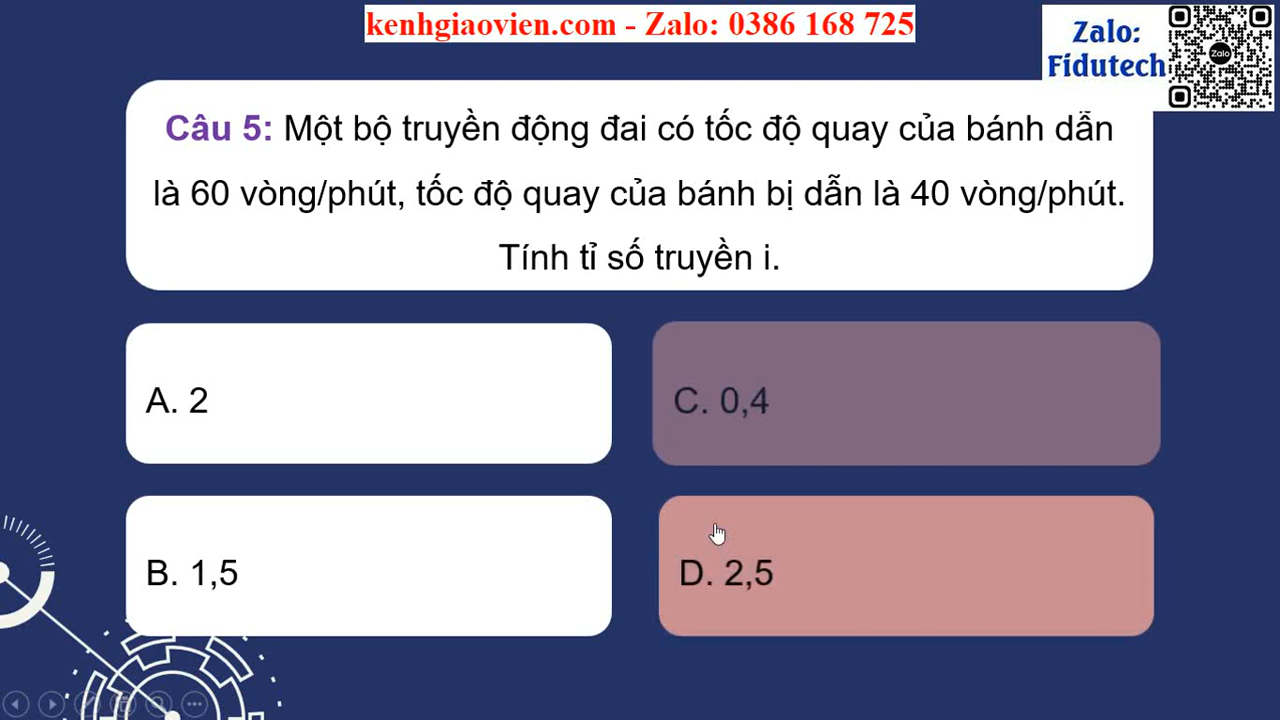 kenhgiaovien.com - Zalo: 0386 168 725
Zalo:
Fidutech
Zalo
Câu 5: Một bộ truyền động đai có tốc độ quay của bánh dẫn
là 60 vòng/phút, tốc độ quay của bánh bị dẫn là 40 vòng/phút.
Tính tỉ số truyền i.
A. 2
C. 0,4
B. 1,5
D. 2,5